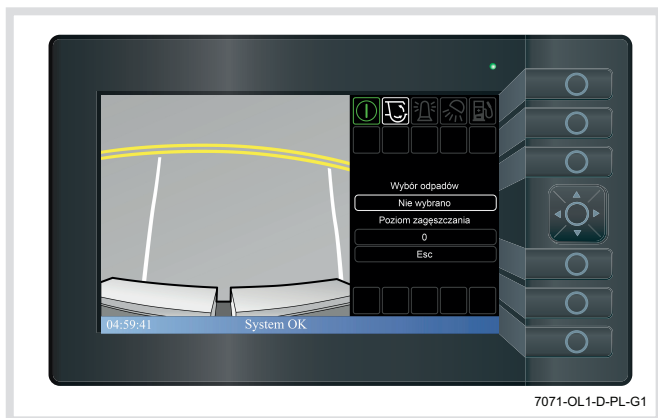 Wybór odpadów
Nie wybrano
Poziom zagęszczania
0
Esc
04:59:41 System OK
7071-OL1-D-PL-G1